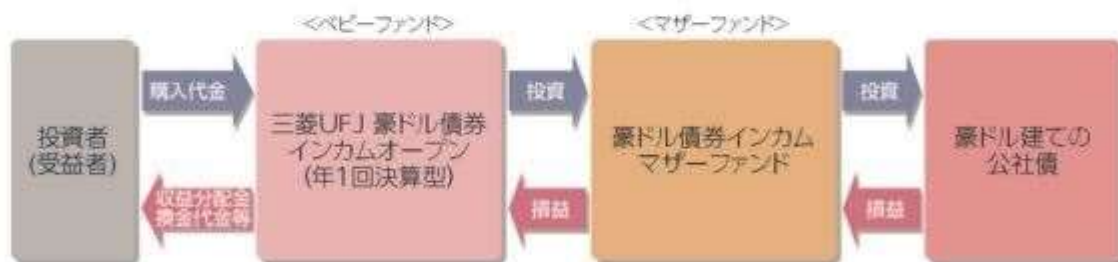 <ベビーファンド>
<マザーファンド>
投資者
(受益者)
購入代金
収益分配金
換金代金等
三菱UFJ 豪ドル債券
インカムオープン
(年1回決算型)
投資
損益
豪ドル債券インカム
マザーファンド
投資
損益
豪ドル建ての
公社債